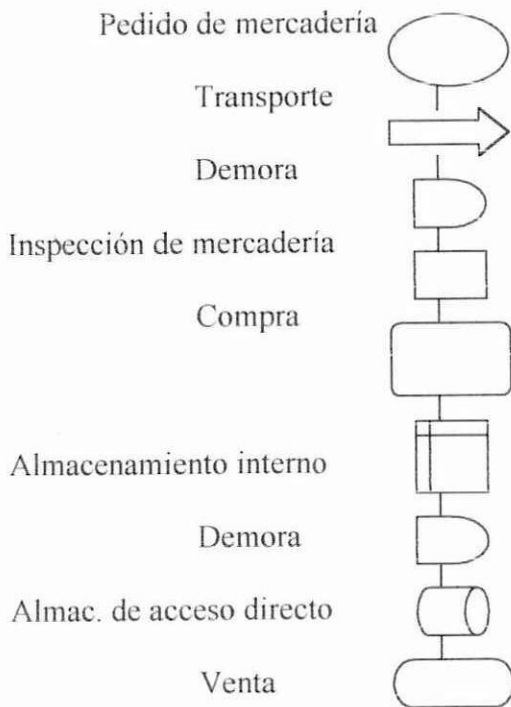 Pedido de mercadería
Transporte
Demora
Inspección de mercadería
Compra
Almacenamiento interno
Demora
Almac. de acceso directo
Venta